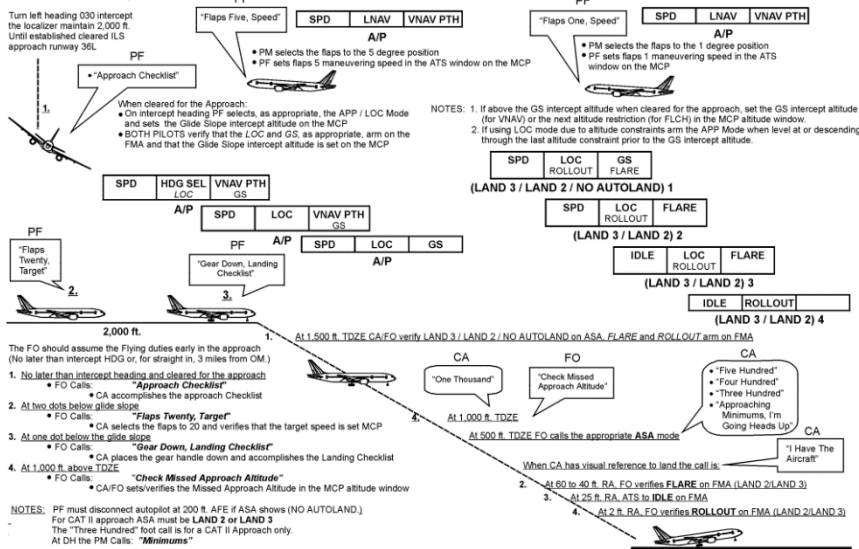 Turn left heading 030 intercept
the localizer maintain 2,000 ft.
Until established cleared ILS
approach runway 36L
PF
• "Approach Checklist"
1.
When cleared for the Approach:
• On intercept heading PF selects, as appropriate, the APP / LOC Mode
and sets the Glide Slope intercept altitude on the MCP
• BOTH PILOTS verify that the LOC and GS, as appropriate, arm on the
FMA and that the Glide Slope intercept altitude is set on the MCP
"Flaps Five, Speed"
SPD LNAV VNAV PTH
A/P
• PM selects the flaps to the 5 degree position
• PF sets flaps 5 maneuvering speed in the ATS window on the MCP
PF
"Flaps One, Speed"
SPD LNAV VNAV PTH
A/P
• PM selects the flaps to the 1 degree position
• PF sets flaps 1 maneuvering speed in the ATS
window on the MCP
NOTES: 1. If above the GS intercept altitude when cleared for the approach, set the GS intercept altitude
(for VNAV) or the next altitude restriction (for FLCH) in the MCP altitude window.
2. If using LOC mode due to altitude constraints arm the APP Mode when level at or descending
through the last altitude constraint prior to the GS intercept altitude.
SPD HDG SEL VNAV PTH
LOC GS
A/P
SPD LOC VNAV PTH
GS
A/P
SPD LOC GS
A/P
SPD LOC GS
ROLLOUT FLARE
(LAND 3 / LAND 2 / NO AUTOLAND) 1
SPD LOC FLARE
ROLLOUT
(LAND 3 / LAND 2) 2
IDLE LOC FLARE
ROLLOUT
(LAND 3 / LAND 2) 3
IDLE ROLLOUT
(LAND 3 / LAND 2) 4
PF
"Flaps
Twenty,
Target"
2.
PF
"Gear Down, Landing
Checklist"
3.
2,000 ft.
The FO should assume the Flying duties early in the approach
(No later than intercept HDG or, for straight in, 3 miles from OM.)
1. No later than intercept heading and cleared for the approach
• FO Calls: "Approach Checklist"
• CA accomplishes the approach Checklist
2. At two dots below glide slope
• FO Calls: "Flaps Twenty, Target"
• CA selects the flaps to 20 and verifies that the target speed is set MCP
3. At one dot below the glide slope
• FO Calls: "Gear Down, Landing Checklist"
• CA places the gear handle down and accomplishes the Landing Checklist
4. At 1,000 ft. above TDZE
• FO Calls: "Check Missed Approach Altitude"
• CA/FO sets/verifies the Missed Approach Altitude in the MCP altitude window
NOTES: PF must disconnect autopilot at 200 ft. AFE if ASA shows (NO AUTOLAND.)
For CAT II approach ASA must be LAND 2 or LAND 3
The "Three Hundred" foot call is for a CAT II Approach only.
At DH the PM Calls: "Minimums"
1. At 1,500 ft. TDZE CA/FO verify LAND 3 / LAND 2 / NO AUTOLAND on ASA, FLARE and ROLLOUT arm on FMA
CA
"One Thousand"
FO
"Check Missed
Approach Altitude"
4. At 1,000 ft. TDZE
CA
• "Five Hundred"
• "Four Hundred"
• "Three Hundred"
• "Approaching
Minimums, I'm
Going Heads Up"
At 500 ft. TDZE FO calls the appropriate ASA mode
CA
"I Have The
Aircraft"
When CA has visual reference to land the call is:
2. At 60 to 40 ft. RA, FO verifies FLARE on FMA (LAND 2/LAND 3)
3. At 25 ft. RA, ATS to IDLE on FMA
4. At 2 ft. RA, FO verifies ROLLOUT on FMA (LAND 2/LAND 3)